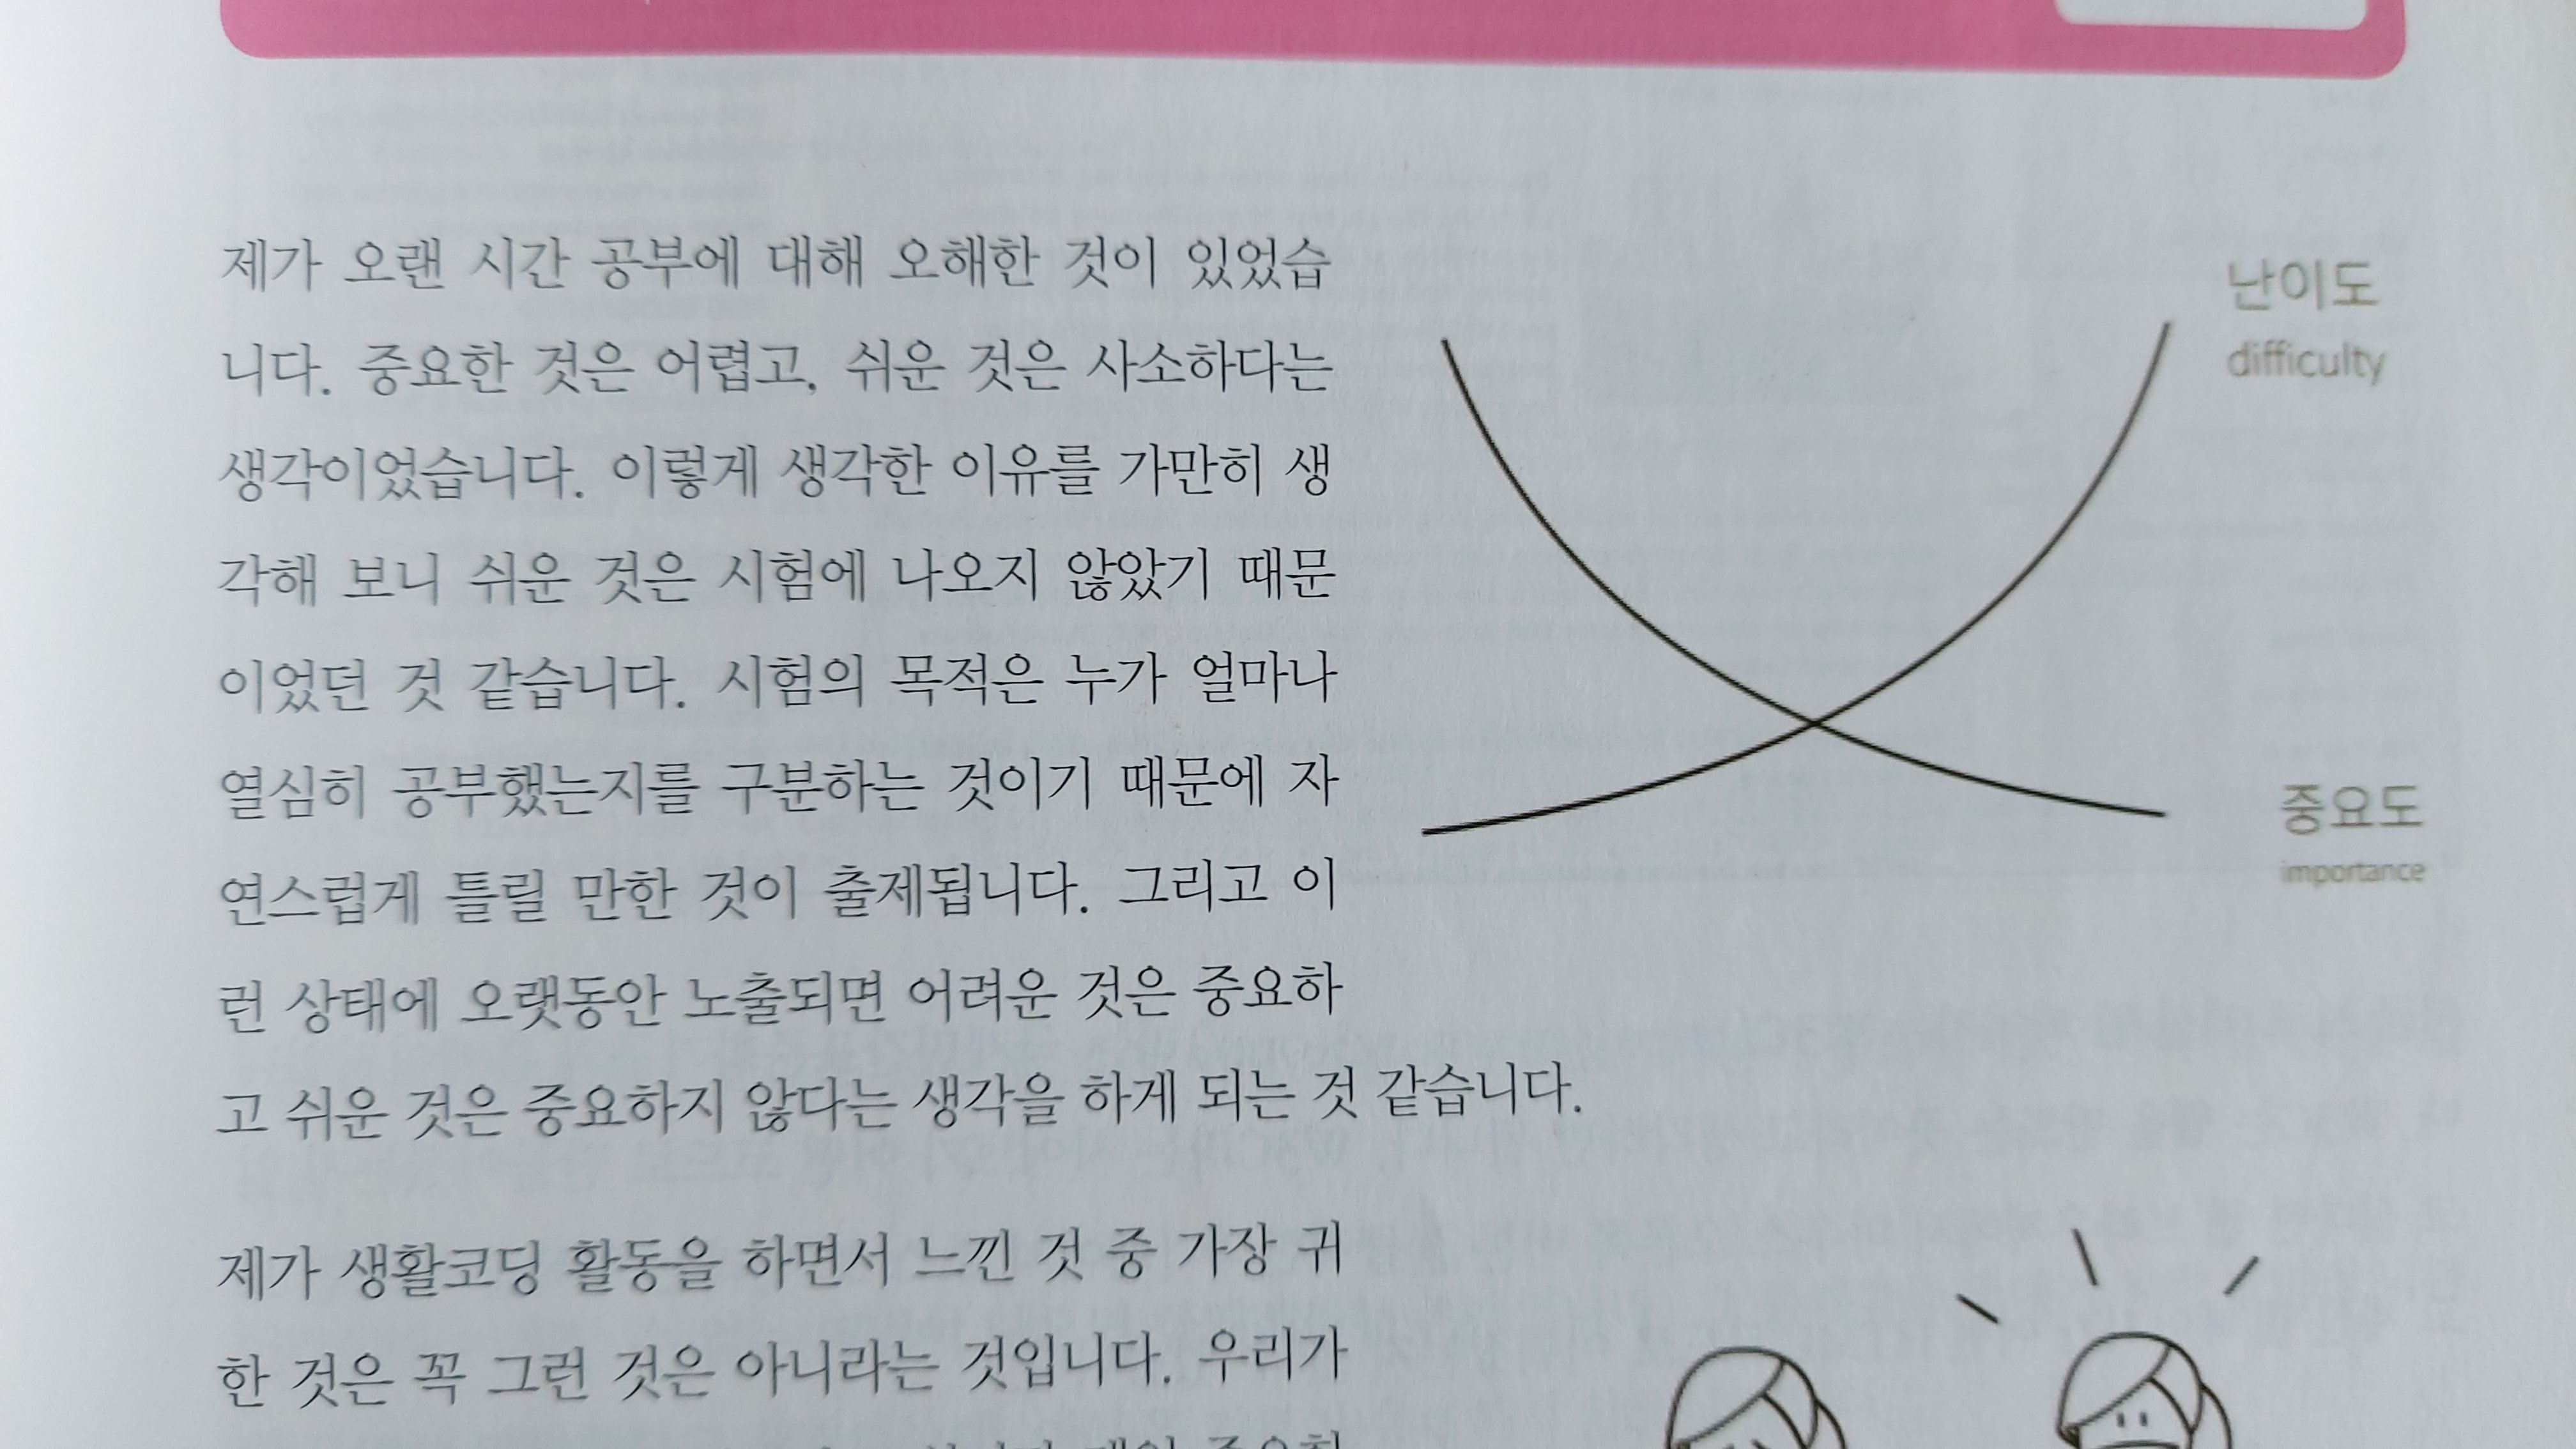 제가 오랜 시간 공부에 대해 오해한 것이 있었습
니다. 중요한 것은 어렵고, 쉬운 것은 사소하다는
생각이었습니다. 이렇게 생각한 이유를 가만히 생
각해 보니 쉬운 것은 시험에 나오지 않았기 때문
이었던 것 같습니다. 시험의 목적은 누가 얼마나
열심히 공부했는지를 구분하는 것이기 때문에 자
연스럽게 틀릴 만한 것이 출제됩니다. 그리고 이
런 상태에 오랫동안 노출되면 어려운 것은 중요하
고 쉬운 것은 중요하지 않다는 생각을 하게 되는 것 같습니다.
난이도
difficulty
중요도
importance
제가 생활코딩 활동을 하면서 느낀 것 중 가장 귀
한 것은 꼭 그런 것은 아니라는 것입니다. 우리가